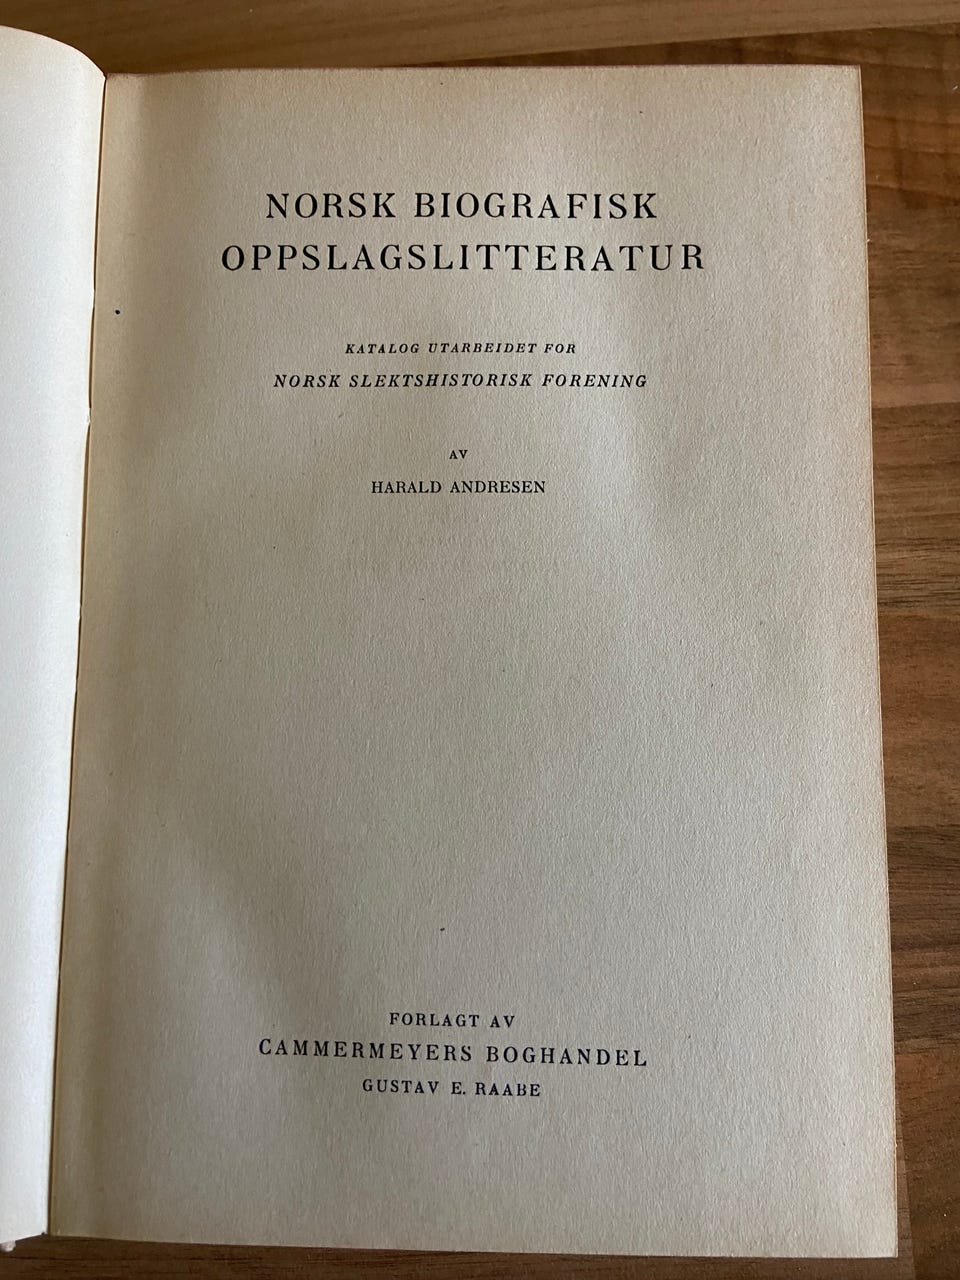 NORSK BIOGRAFISK
OPPSLAGSLITTERATUR
KATALOG UTARBEIDET FOR
NORSK SLEKTSHISTORISK FORENING
AV
HARALD ANDRESEN
FORLAGT AV
CAMMERMEYERS BOGHANDEL
GUSTAV E. RAABE